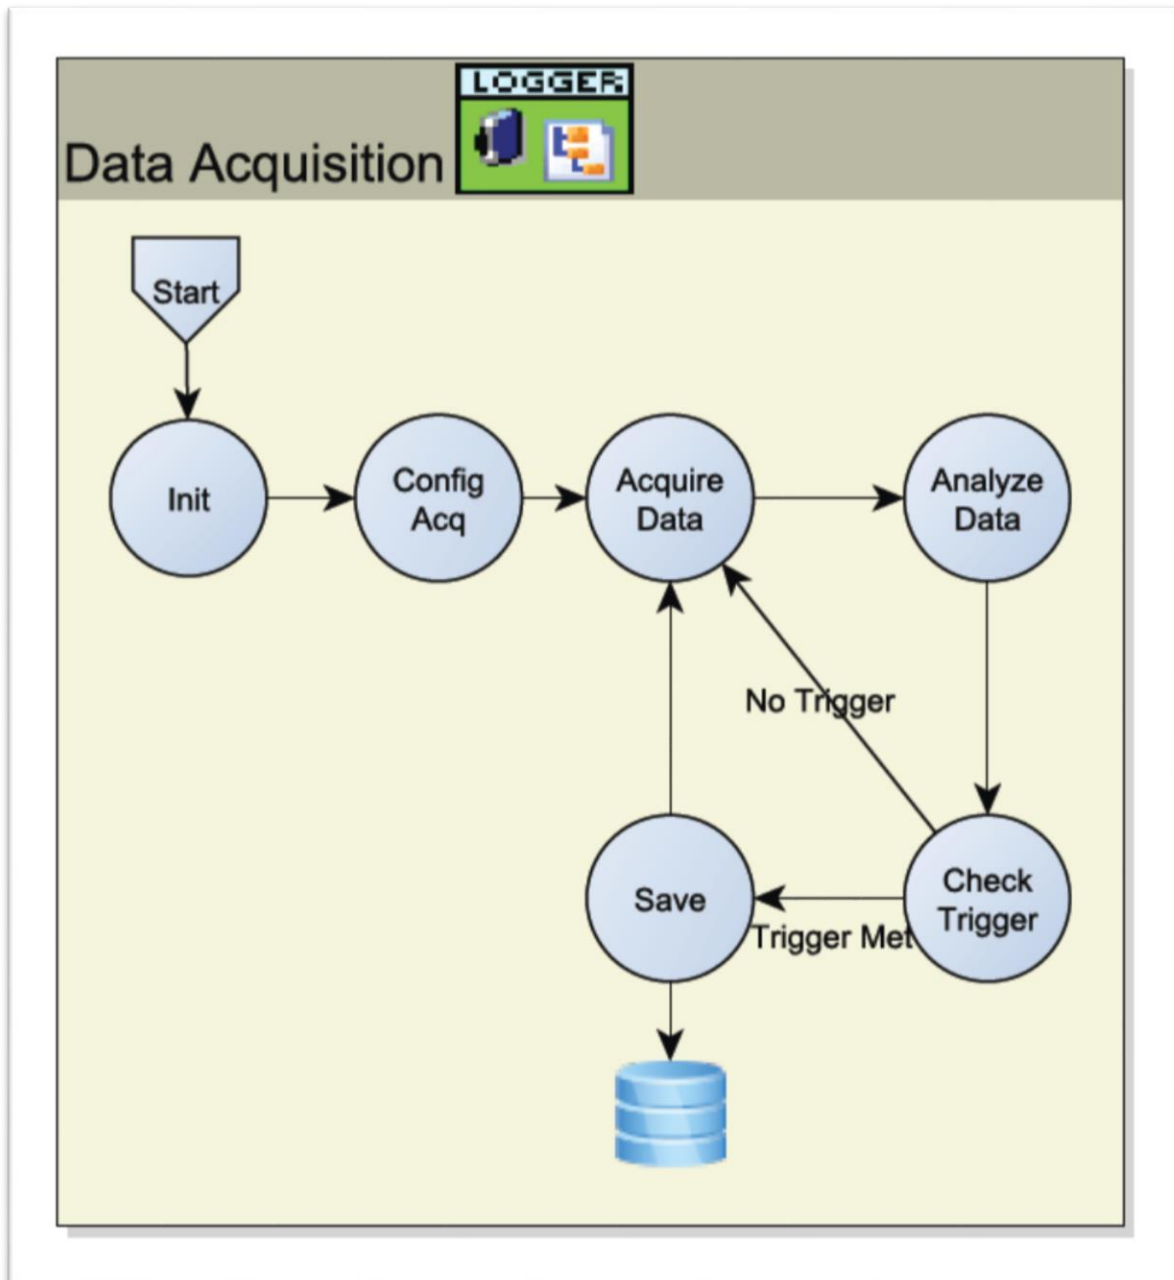 LOGGER
Data Acquisition
Start
Init
Config
Acq
Acquire
Data
Analyze
Data
No Trigger
Save
Trigger Met
Check
Trigger